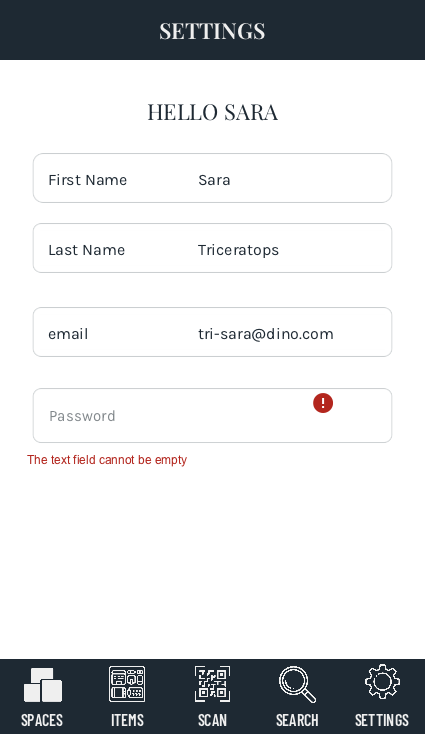 SETTINGS
HELLO SARA
First Name Sara
Last Name Triceratops
email tri-sara@dino.com
Password
The text field cannot be empty
SPACES ITEMS SCAN SEARCH SETTINGS